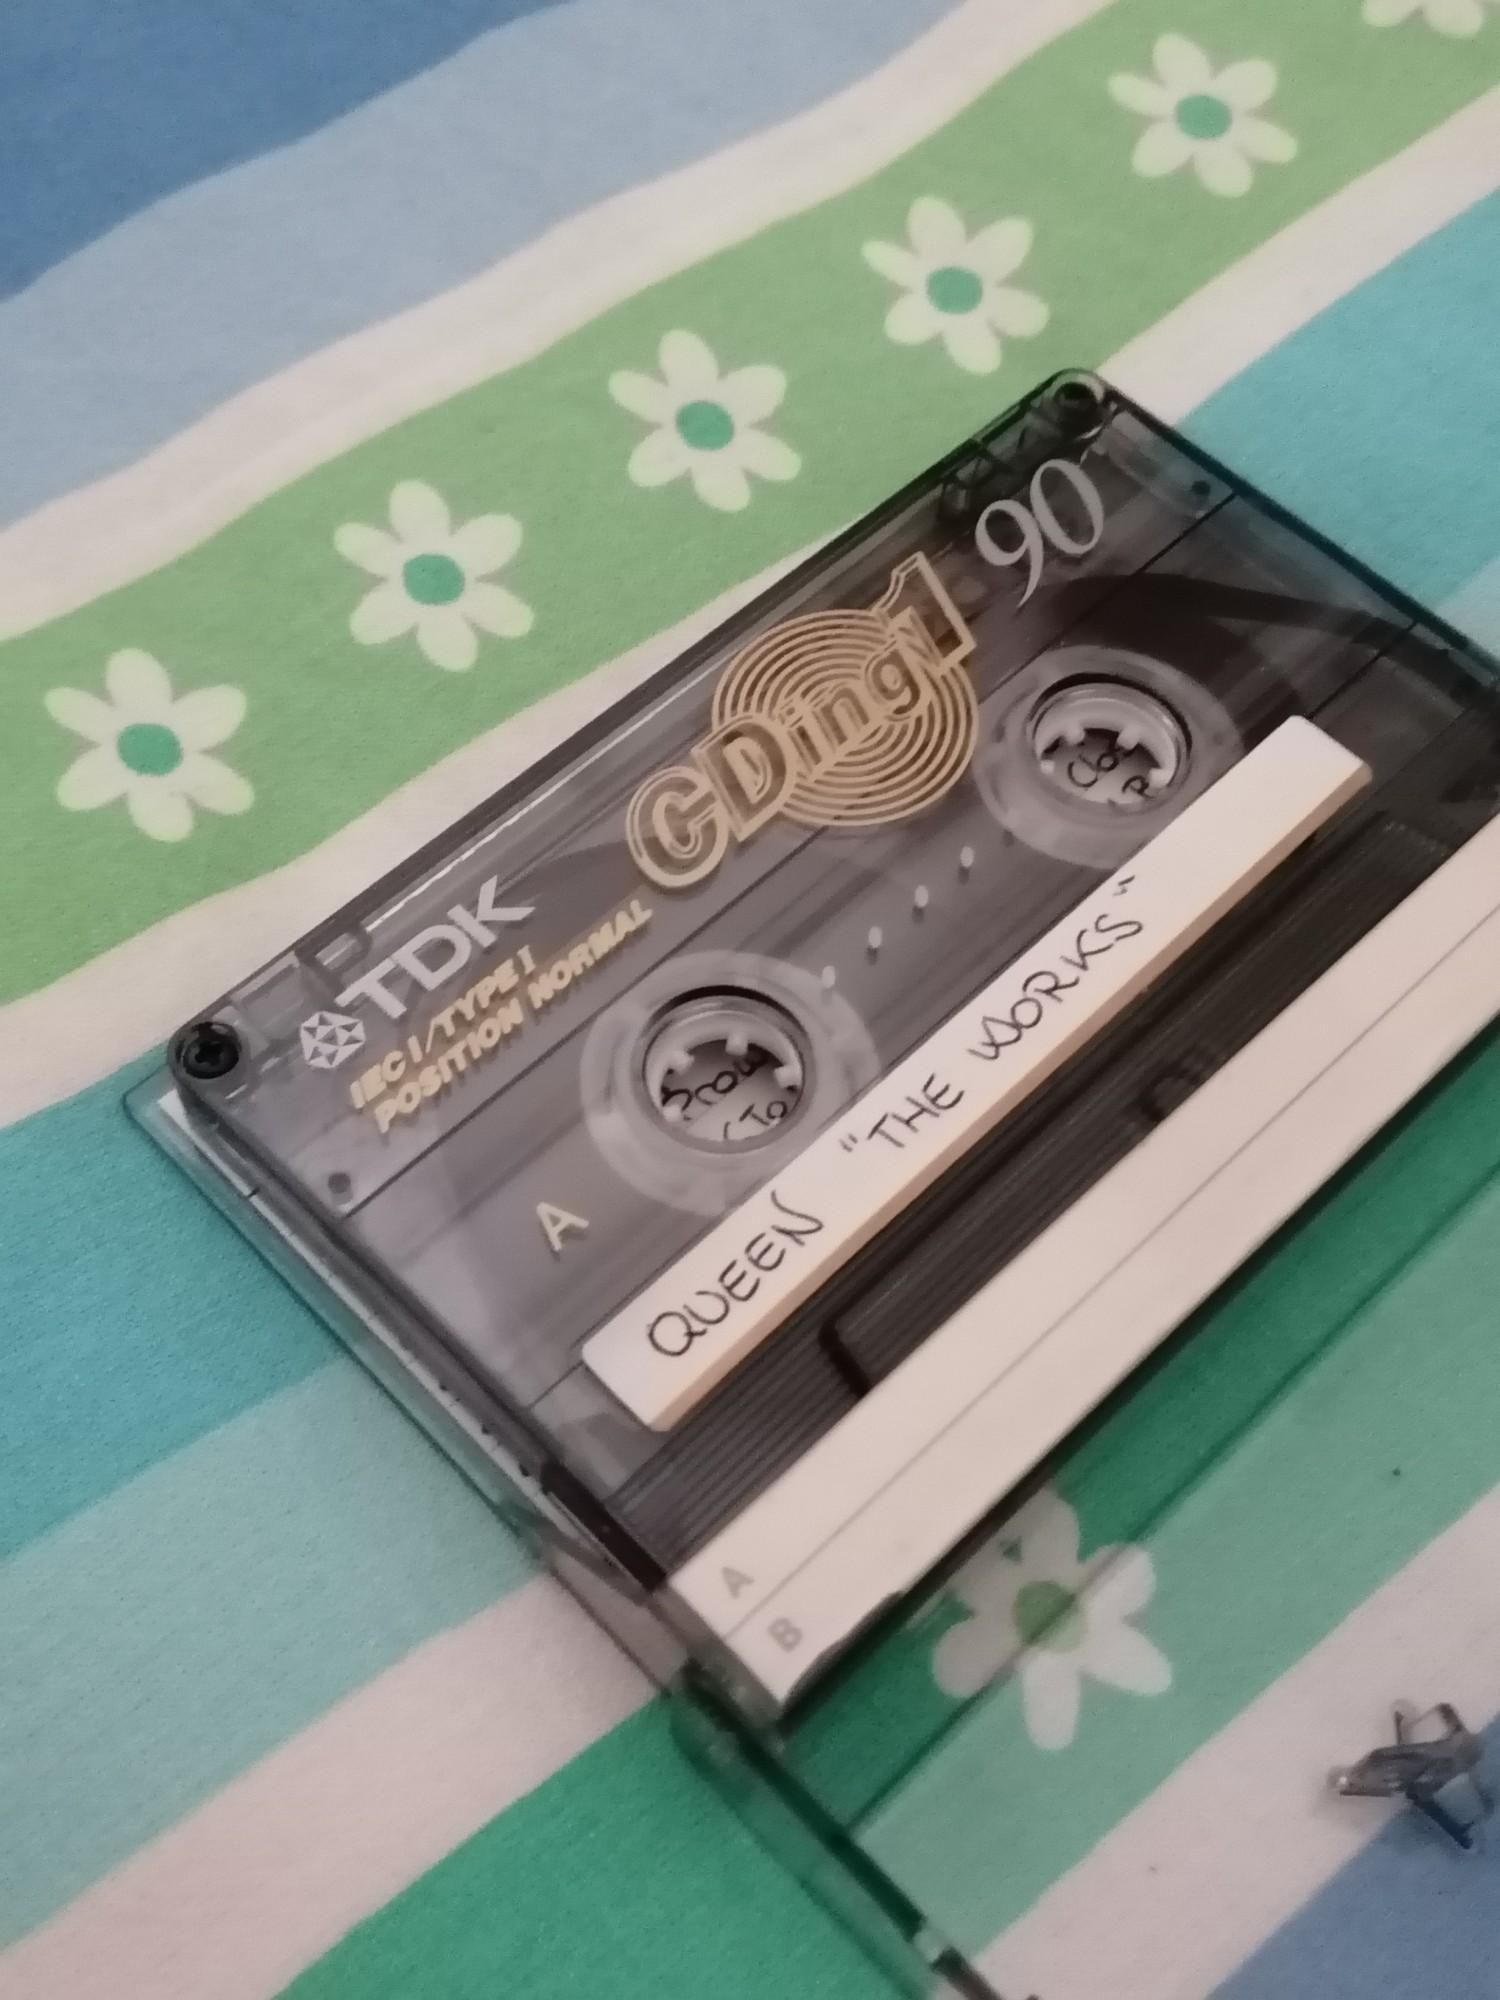 90
CDing1
TDK
IEC I/TYPE I
POSITION NORMAL
A
QUEEN "THE WORKS"
A
B